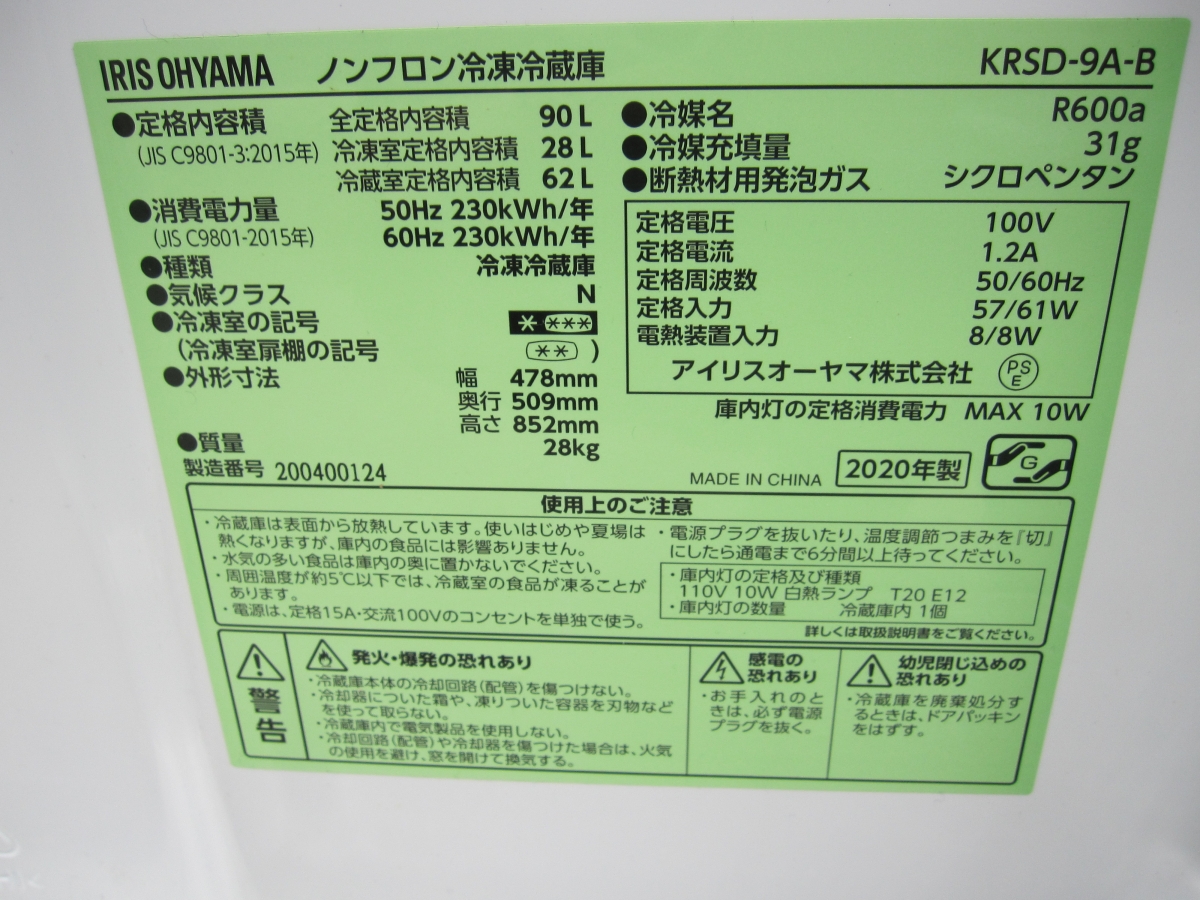 IRIS OHYAMA ノンフロン冷凍冷蔵庫 KRSD-9A-B
●定格内容積 全定格内容積 90 L
(JIS C9801-3:2015年) 冷凍室定格内容積 28 L
冷蔵室定格内容積 62 L
●消費電力量 50Hz 230kWh/年
(JIS C9801-2015年) 60Hz 230kWh/年
●種類 冷凍冷蔵庫
●気候クラス N
●冷凍室の記号 * ***
(冷凍室扉棚の記号 ** )
●外形寸法 幅 478mm
奥行 509mm
高さ 852mm
●質量 28kg
製造番号 200400124
●冷媒名 R600a
●冷媒充填量 31g
●断熱材用発泡ガス シクロペンタン
定格電圧 100V
定格電流 1.2A
定格周波数 50/60Hz
定格入力 57/61W
電熱装置入力 8/8W
アイリスオーヤマ株式会社 PSE
庫内灯の定格消費電力 MAX 10W
MADE IN CHINA 2020年製 G
使用上のご注意
・冷蔵庫は表面から放熱しています。使いはじめや夏場は
熱くなりますが、庫内の食品には影響ありません。
・水気の多い食品は庫内の奥に置かないでください。
・周囲温度が約5℃以下では、冷蔵室の食品が凍ることが
あります。
・電源は、定格15A・交流100Vのコンセントを単独で使う。
・電源プラグを抜いたり、温度調節つまみを『切』
にしたら通電まで6分間以上待ってください。
・庫内灯の定格及び種類
110V 10W 白熱ランプ T20 E12
・庫内灯の数量 冷蔵庫内 1個
詳しくは取扱説明書をご覧ください。
警告
発火・爆発の恐れあり
・冷蔵庫本体の冷却回路(配管)を傷つけない。
・冷却器についた霜や、凍りついた容器を刃物など
を使って取らない。
・冷蔵庫内で電気製品を使用しない。
・冷却回路(配管)や冷却器を傷つけた場合は、火気
の使用を避け、窓を開けて換気する。
感電の
恐れあり
・お手入れのと
きは、必ず電源
プラグを抜く。
幼児閉じ込めの
恐れあり
・冷蔵庫を廃棄処分す
るときは、ドアパッキン
をはずす。